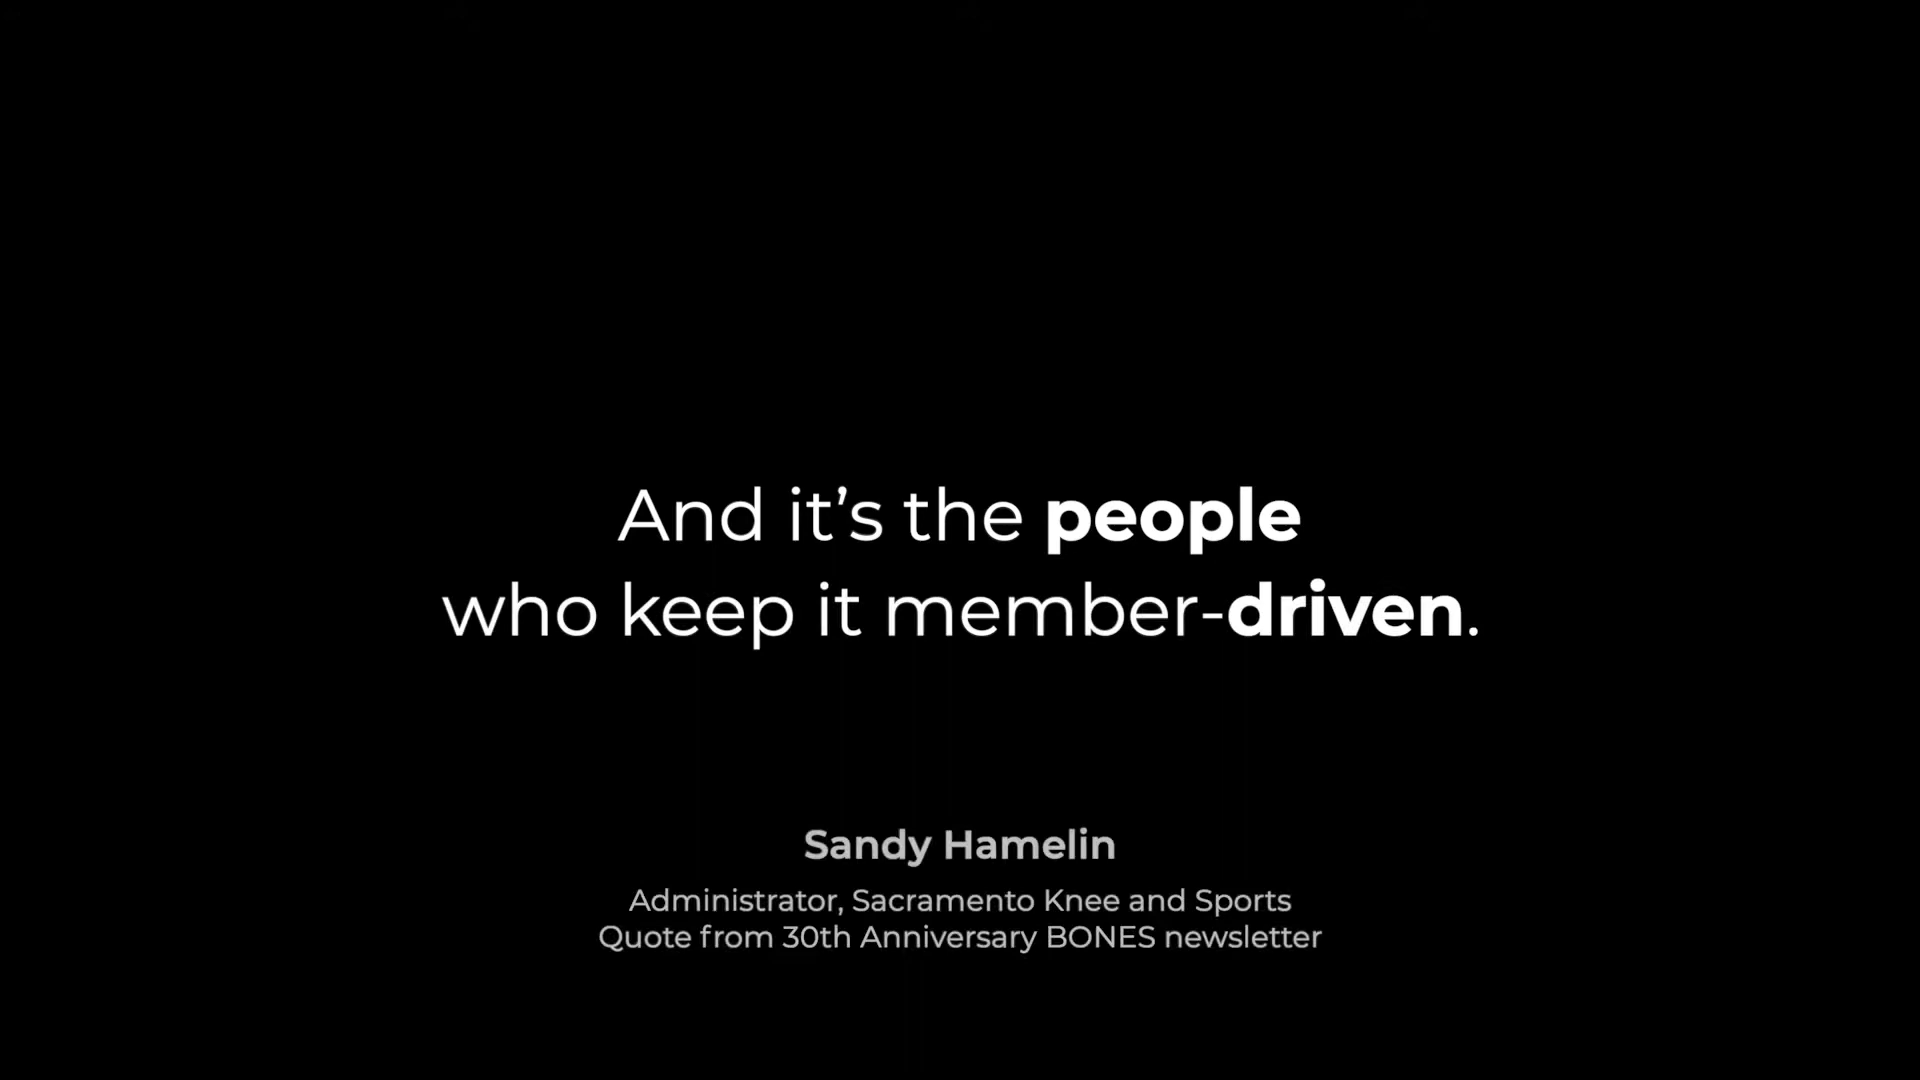 And it’s the people
who keep it member-driven.
Sandy Hamelin
Administrator, Sacramento Knee and Sports
Quote from 30th Anniversary BONES newsletter